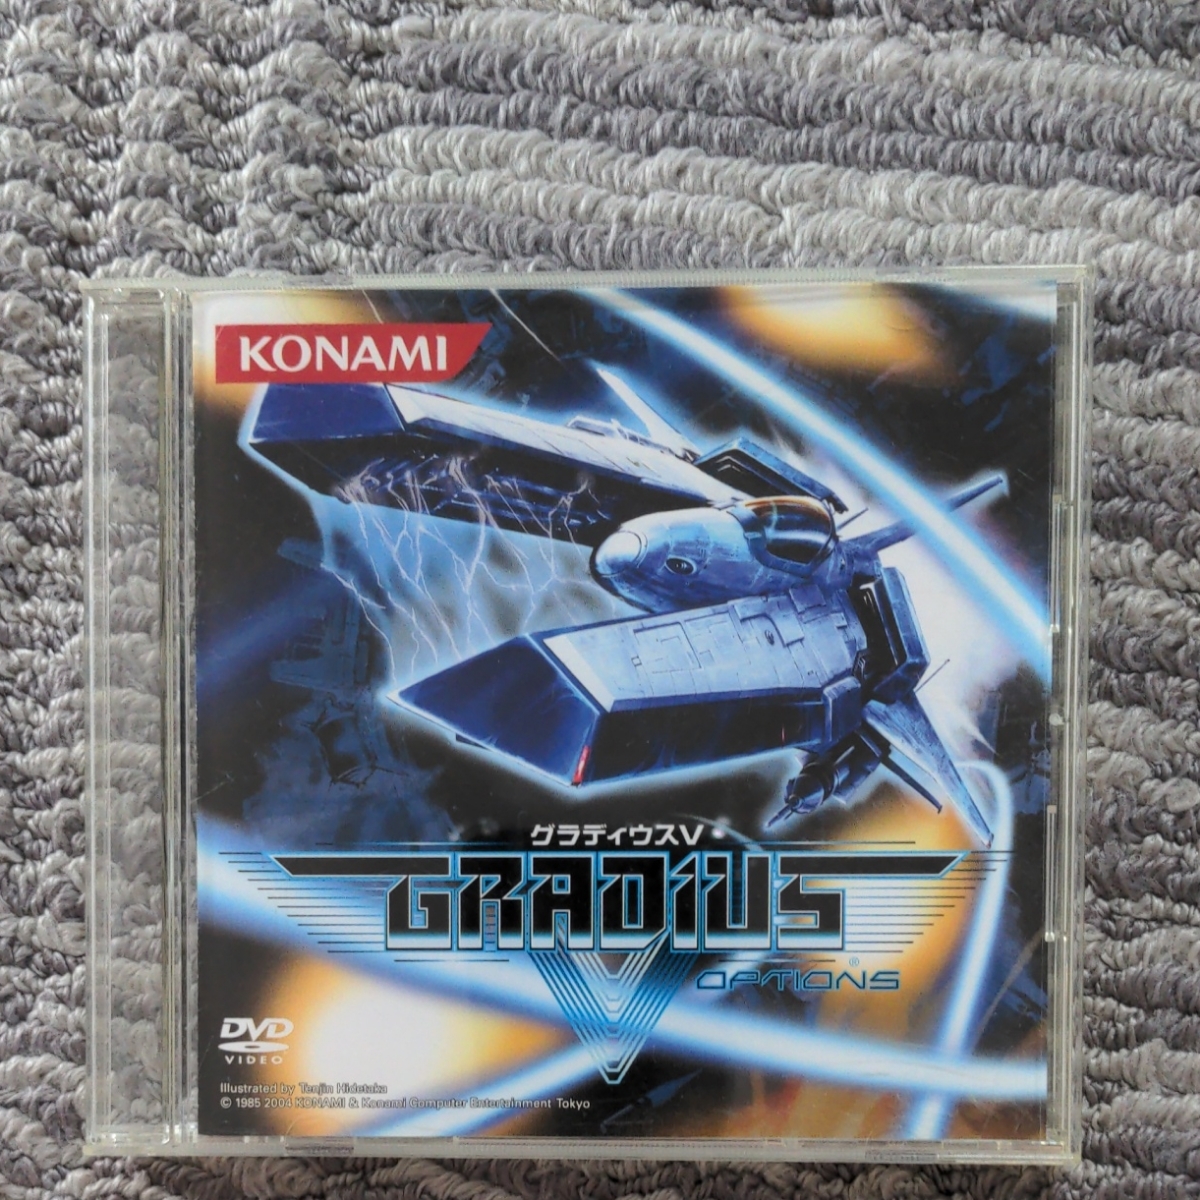 KONAMI
グラディウスV
GRADIUS
V
OPTIONS®
DVD
VIDEO
Illustrated by Tenjin Hidetaka
© 1985 2004 KONAMI & Konami Computer Entertainment Tokyo